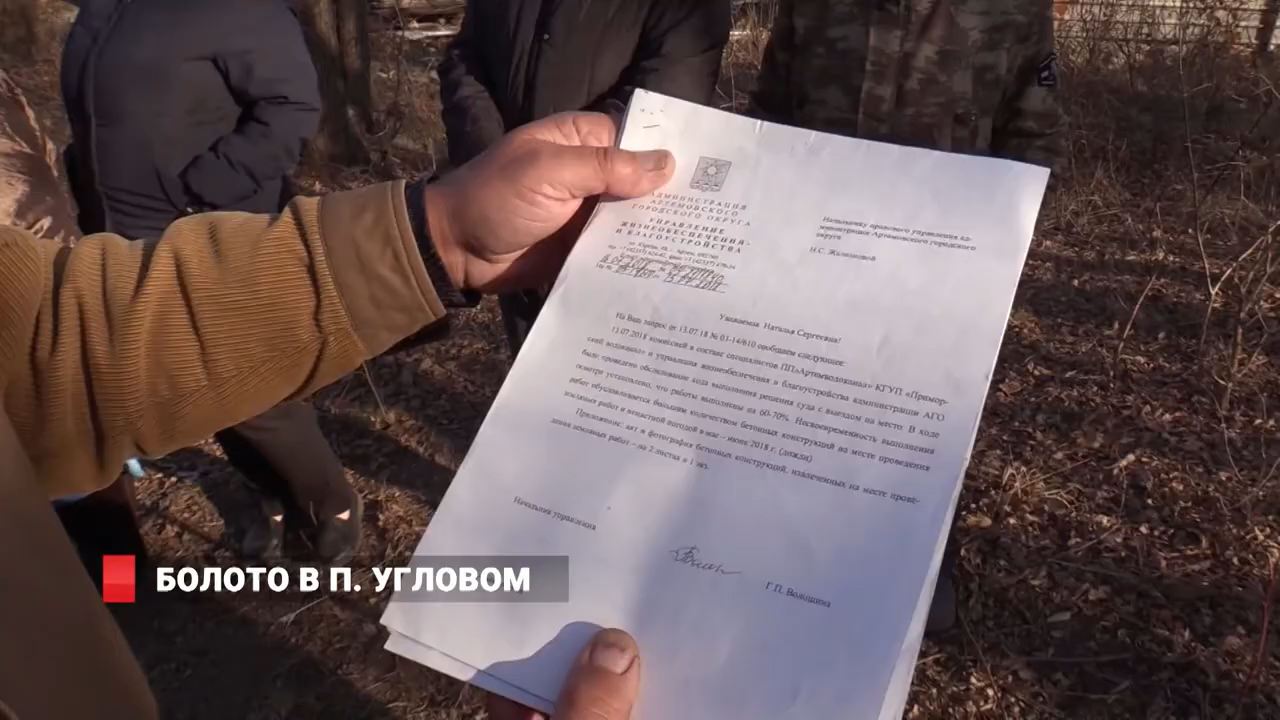 АДМИНИСТРАЦИЯ
АРТЕМОВСКОГО
ГОРОДСКОГО ОКРУГА
УПРАВЛЕНИЕ
ЖИЗНЕОБЕСПЕЧЕНИЯ
И БЛАГОУСТРОЙСТВА
Начальнику правового управления ад-
министрации Артемовского городского
округа
Н.С.
Уважаемая Наталья Сергеевна!
На Ваш запрос от 13.07.18 № 01-14/610 сообщаем следующее:
13.07.2018 комиссией в составе специалистов ПП«Артемводоканал» КГУП «Примор-
ский водоканал» и управления жизнеобеспечения и благоустройства администрации АГО
было проведено обследование хода выполнения решения суда с выездом на место. В ходе
осмотра установлено, что работы выполнены на 60-70%. Несвоевременность выполнения
работ обуславливается большим количеством бетонных конструкций на месте проведения
земляных работ и ненастной погодой в мае – июне 2018 г. (дожди)
Приложение: акт и фотографии бетонных конструкций, извлеченных на месте прове-
дения земляных работ – на 2 листах в 1 экз.
Начальник управления
Г.П. Волошина
БОЛОТО В П. УГЛОВОМ